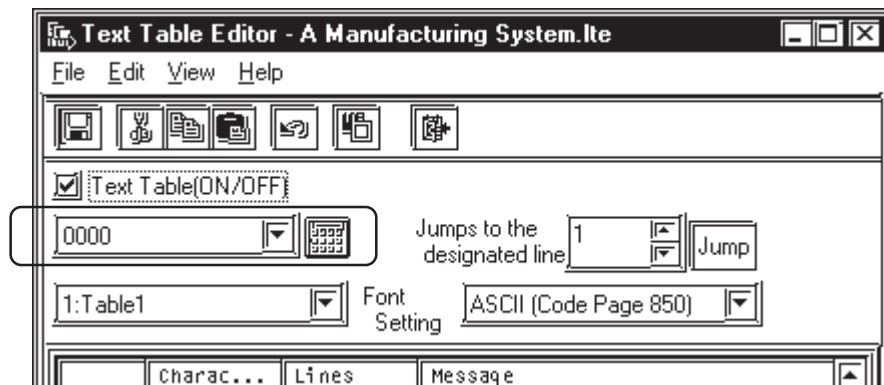 Text Table Editor - A Manufacturing System.lte
File Edit View Help
Text Table(ON/OFF)
0000
Jumps to the
designated line
1
Jump
1:Table1
Font
Setting
ASCII (Code Page 850)
Charac... Lines Message